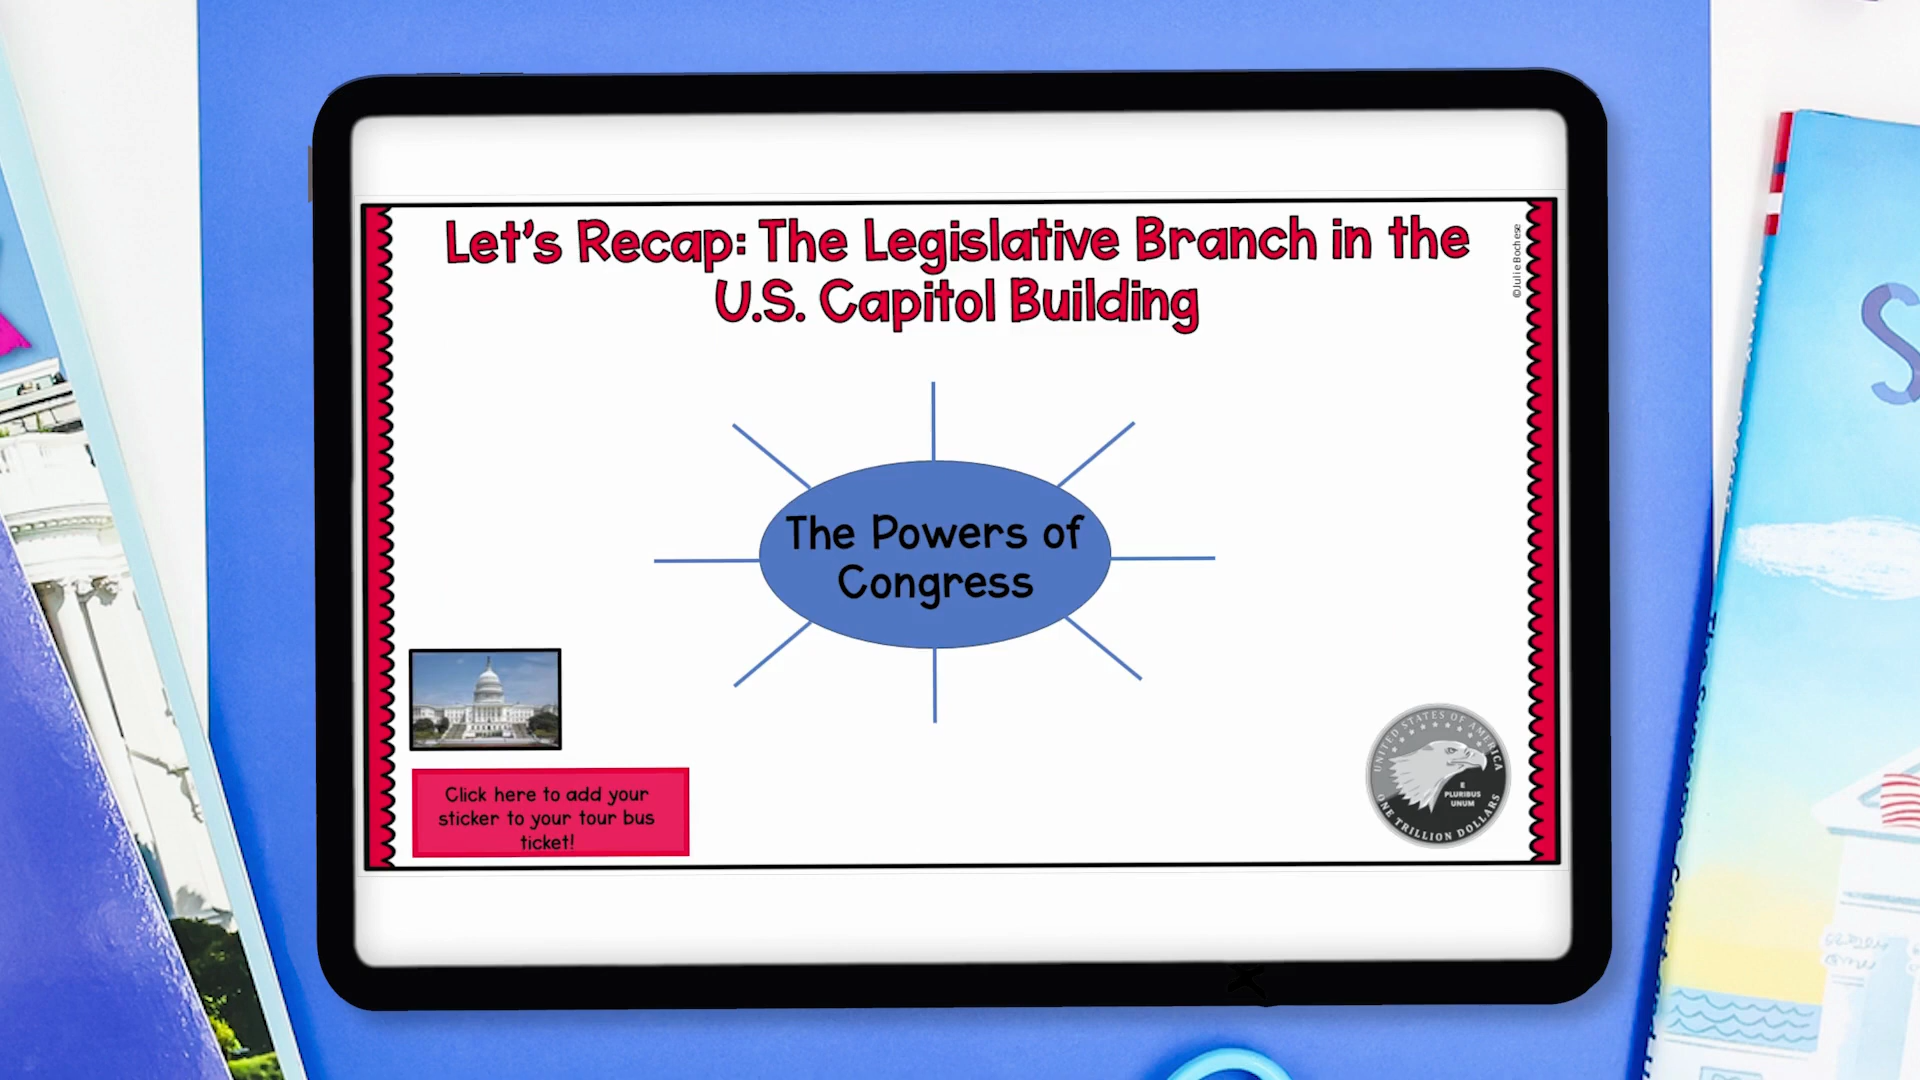 Let's Recap: The Legislative Branch in the
U.S. Capitol Building
©Julie Bochese
The Powers of
Congress
Click here to add your
sticker to your tour bus
ticket!
UNITED STATES OF AMERICA
E
PLURIBUS
UNUM
ONE TRILLION DOLLARS
S